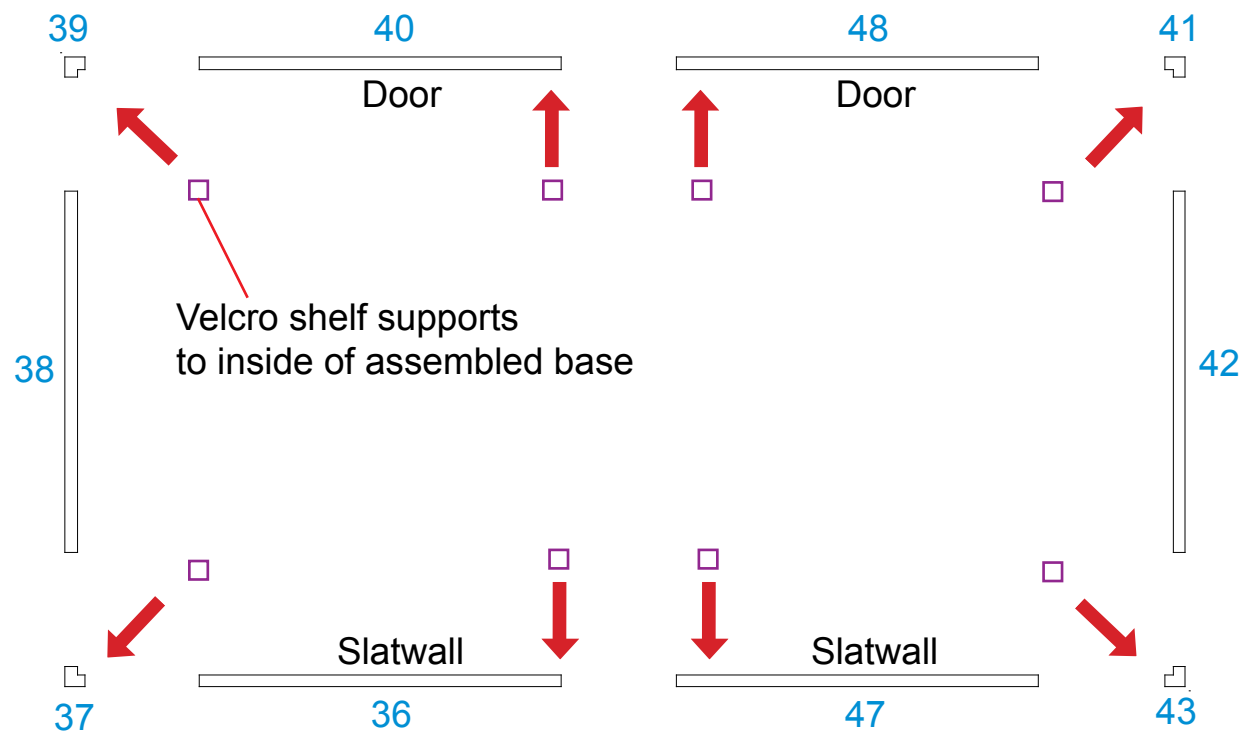 39
40
48
41
Door
Door
Velcro shelf supports
to inside of assembled base
38
42
Slatwall
Slatwall
37
36
47
43